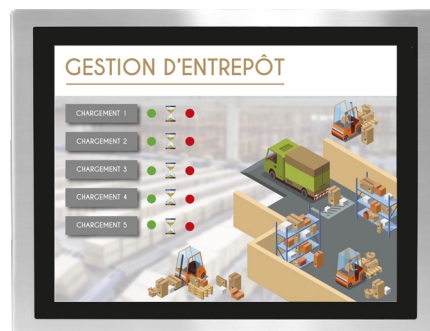 GESTION D'ENTREPÔT
CHARGEMENT 1
CHARGEMENT 2
CHARGEMENT 3
CHARGEMENT 4
CHARGEMENT 5